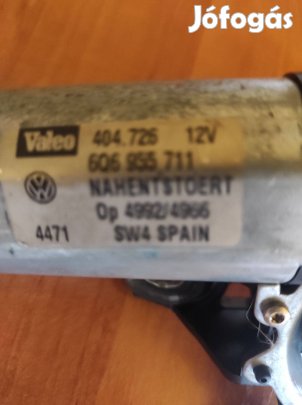 Jófogás
Valeo 404.726 12V
6Q6 955 711
NAHENTSTOERT
Op 4992/4966
4471 SW4 SPAIN